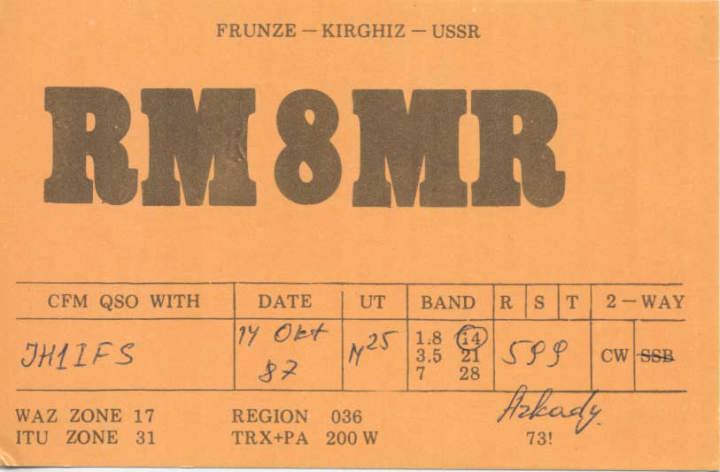 FRUNZE — KIRGHIZ — USSR
RM8MR
CFM QSO WITH DATE UT BAND R S T 2 — WAY
JH1IFS 14 Okt 87 25 1.8 14 3.5 21 7 28 599 CW SSB
WAZ ZONE 17 REGION 036 Arkady.
ITU ZONE 31 TRX+PA 200 W 73!